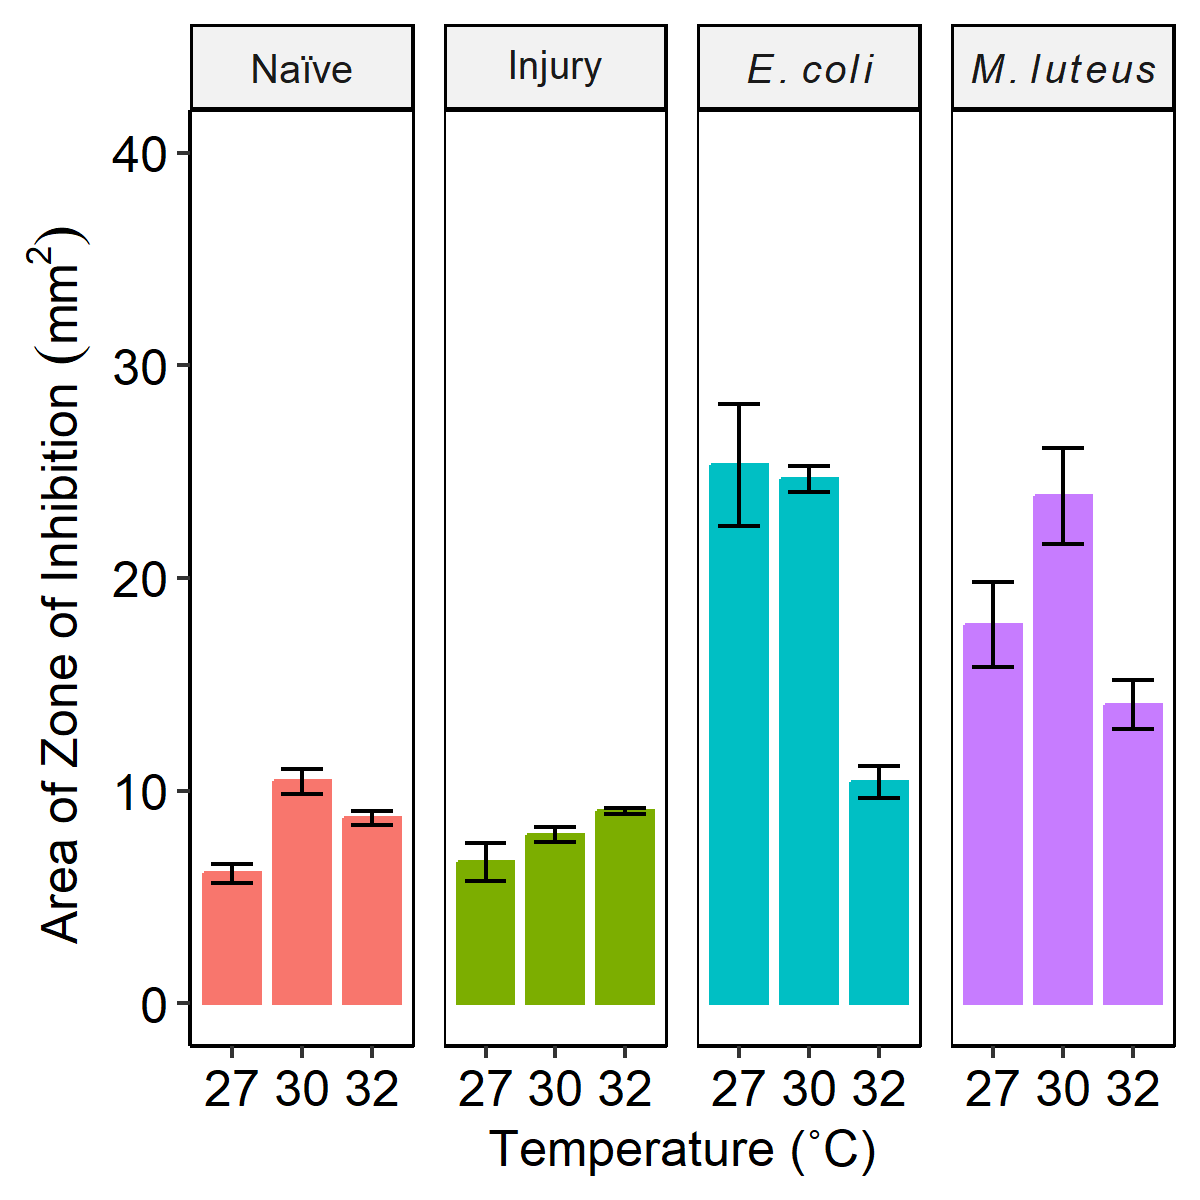 Naïve
Injury
E. coli
M. luteus
Area of Zone of Inhibition (mm²)
40
30
20
10
0
27 30 32
27 30 32
27 30 32
27 30 32
Temperature (˚C)